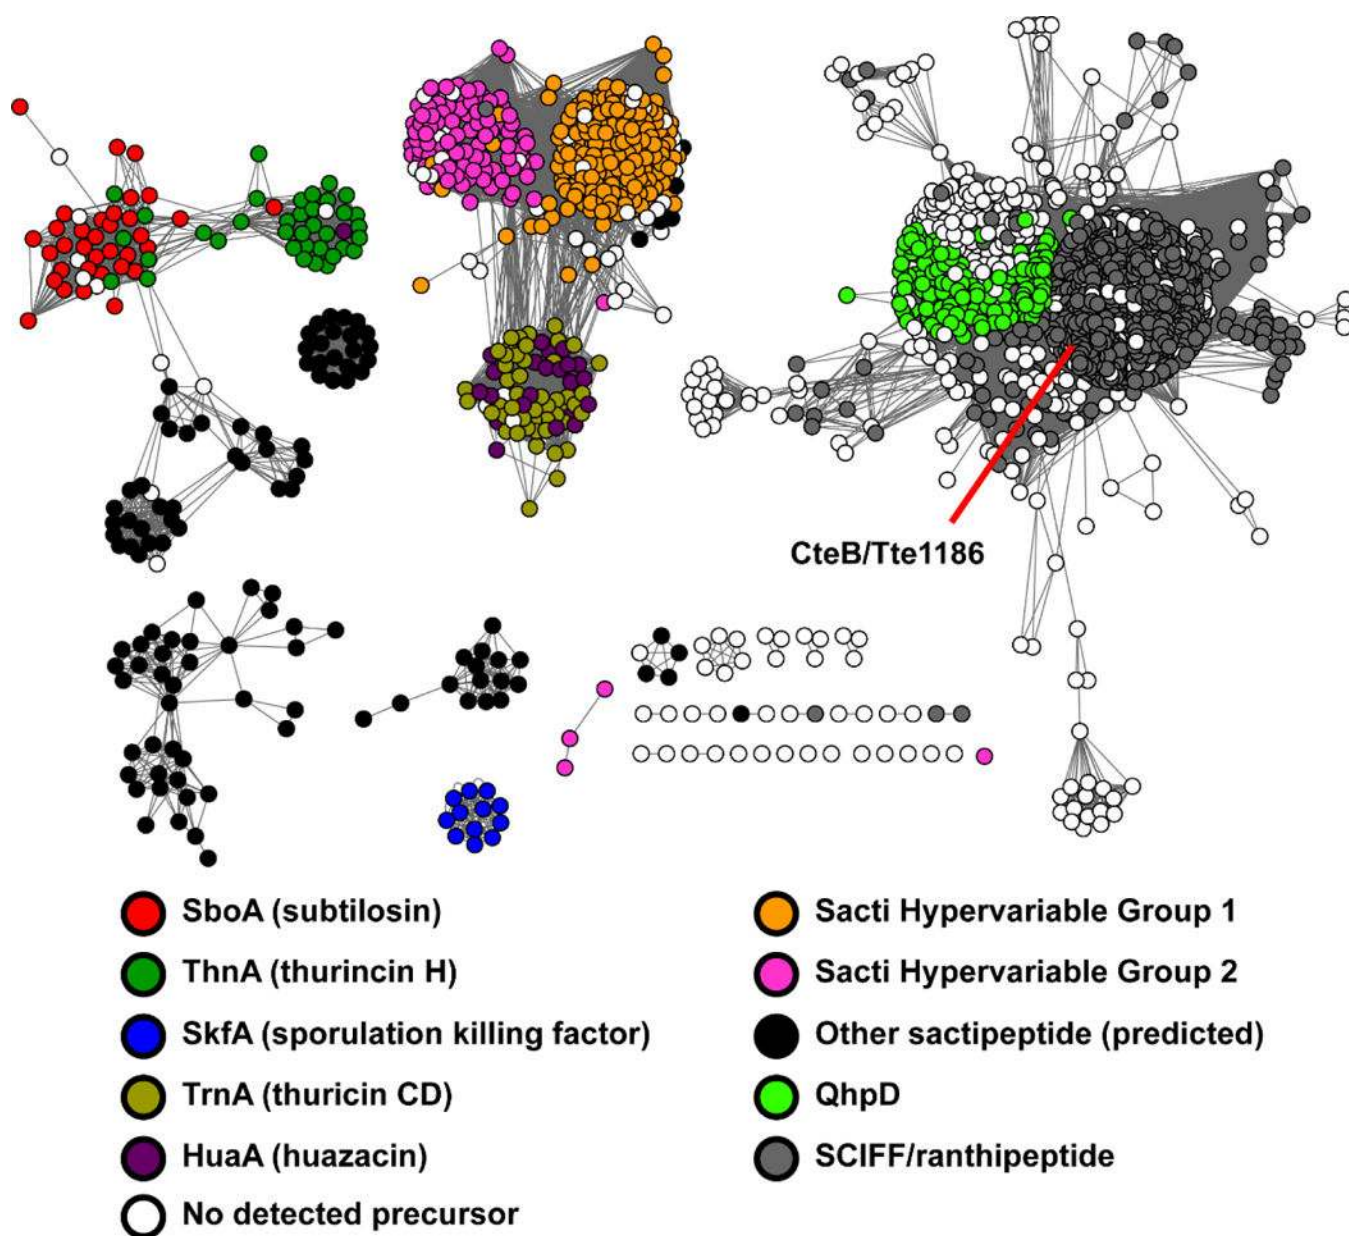 CteB/Tte1186
SboA (subtilosin)
ThnA (thurincin H)
SkfA (sporulation killing factor)
TrnA (thuricin CD)
HuaA (huazacin)
No detected precursor
Sacti Hypervariable Group 1
Sacti Hypervariable Group 2
Other sactipeptide (predicted)
QhpD
SCIFF/ranthipeptide